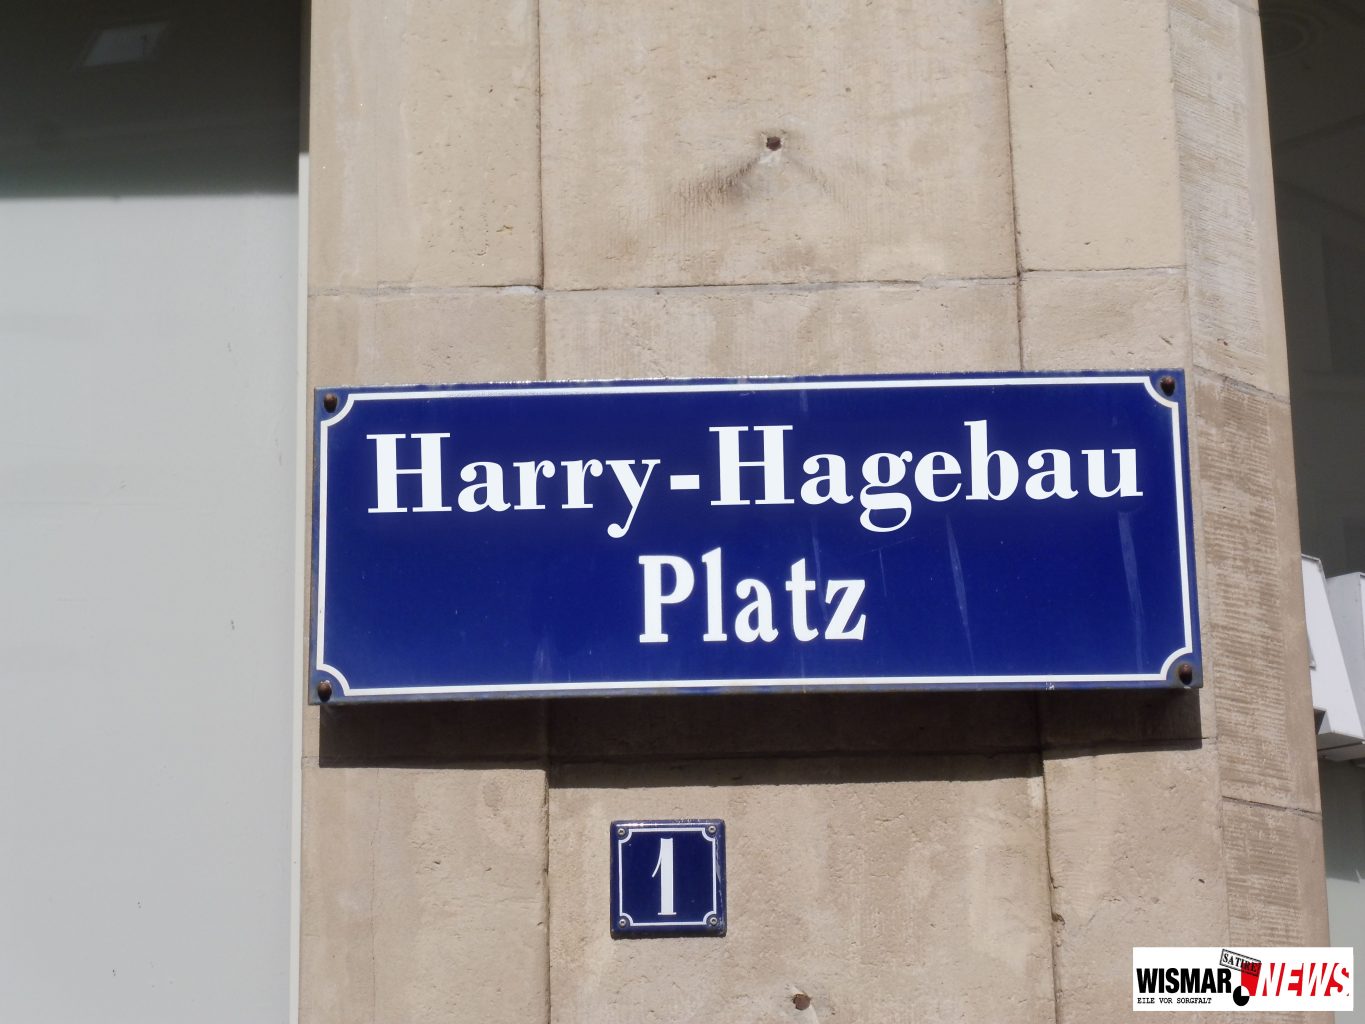 Harry-Hagebau
Platz
1
SATIRE
WISMAR.NEWS
EILE VOR SORGFALT